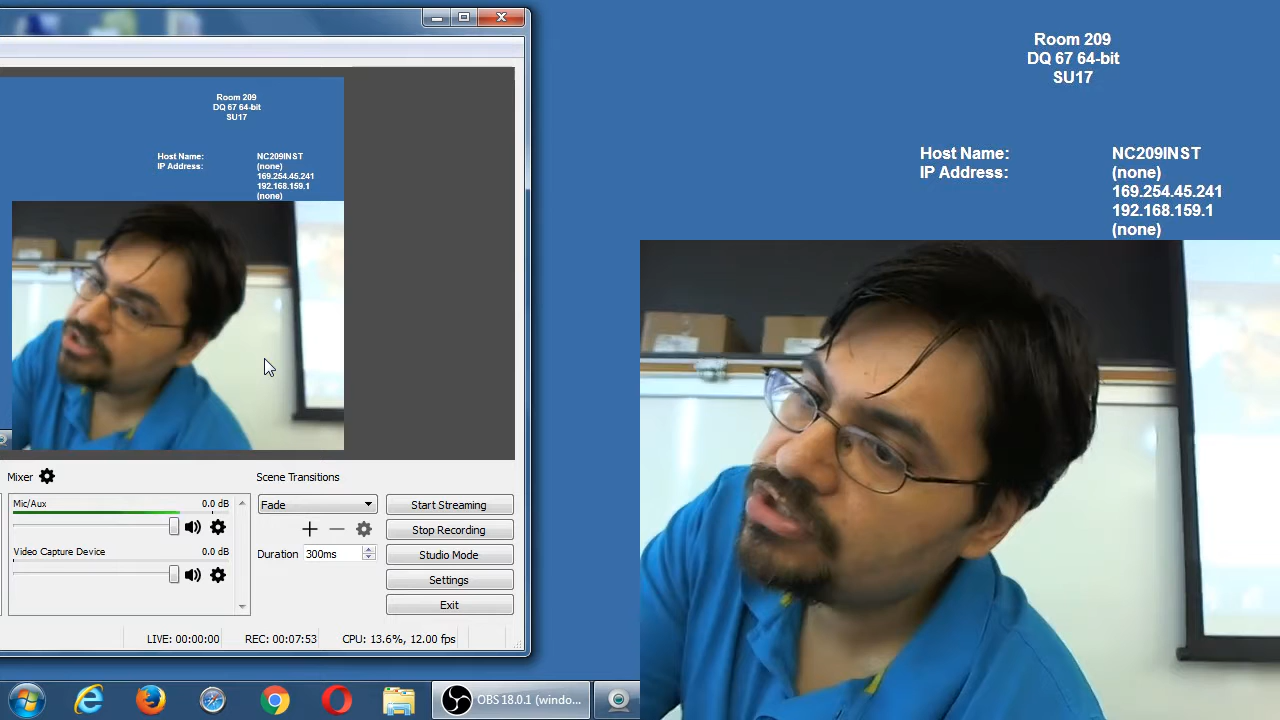 Room 209
DQ 67 64-bit
SU17
Host Name: NC209INST
IP Address: (none)
169.254.45.241
192.168.159.1
(none)
Room 209
DQ 67 64-bit
SU17
Host Name: NC209INST
IP Address: (none)
169.254.45.241
192.168.159.1
(none)
Mixer
Scene Transitions
Mic/Aux 0.0 dB
Fade
Start Streaming
Stop Recording
Video Capture Device 0.0 dB
Duration 300ms
Studio Mode
Settings
Exit
LIVE: 00:00:00 REC: 00:07:53 CPU: 13.6%, 12.00 fps
OBS 18.0.1 (windo...